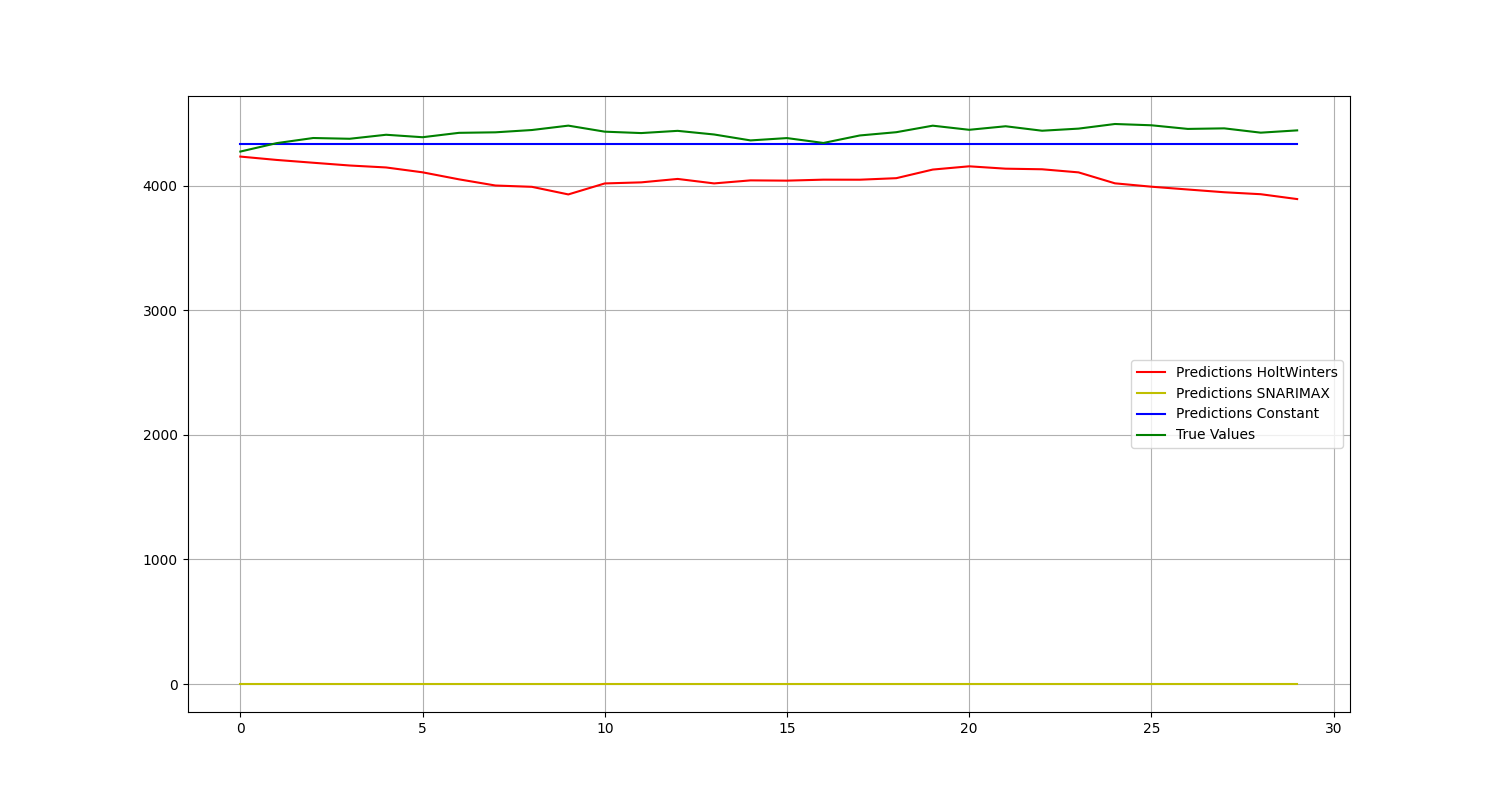 4000
3000
2000
1000
0
0 5 10 15 20 25 30
Predictions HoltWinters
Predictions SNARIMAX
Predictions Constant
True Values